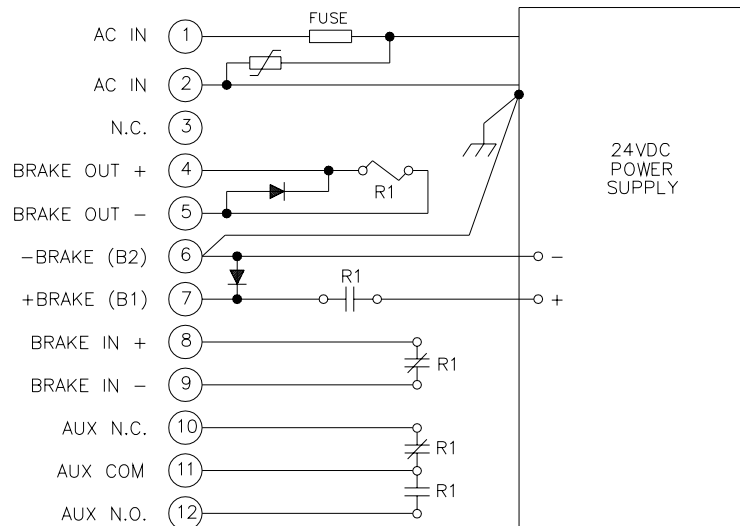 FUSE
AC IN 1
AC IN 2
N.C. 3
24VDC
POWER
SUPPLY
BRAKE OUT + 4
R1
BRAKE OUT - 5
-BRAKE (B2) 6
-
R1
+BRAKE (B1) 7
+
BRAKE IN + 8
R1
BRAKE IN - 9
AUX N.C. 10
R1
AUX COM 11
R1
AUX N.O. 12